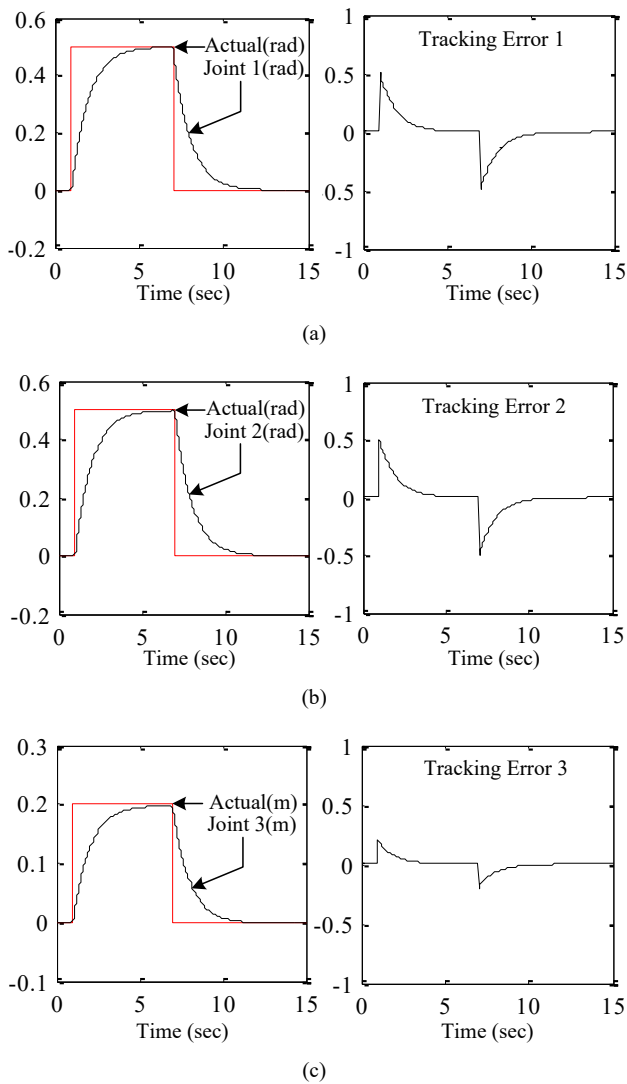 0.6
0.4
0.2
0
-0.2
0 5 10 15
Time (sec)
Actual(rad)
Joint 1(rad)
1
0.5
0
-0.5
-1
0 5 10 15
Time (sec)
Tracking Error 1
(a)
0.6
0.4
0.2
0
-0.2
0 5 10 15
Time (sec)
Actual(rad)
Joint 2(rad)
1
0.5
0
-0.5
-1
0 5 10 15
Time (sec)
Tracking Error 2
(b)
0.3
0.2
0.1
0
-0.1
0 5 10 15
Time (sec)
Actual(m)
Joint 3(m)
1
0.5
0
-0.5
-1
0 5 10 15
Time (sec)
Tracking Error 3
(c)